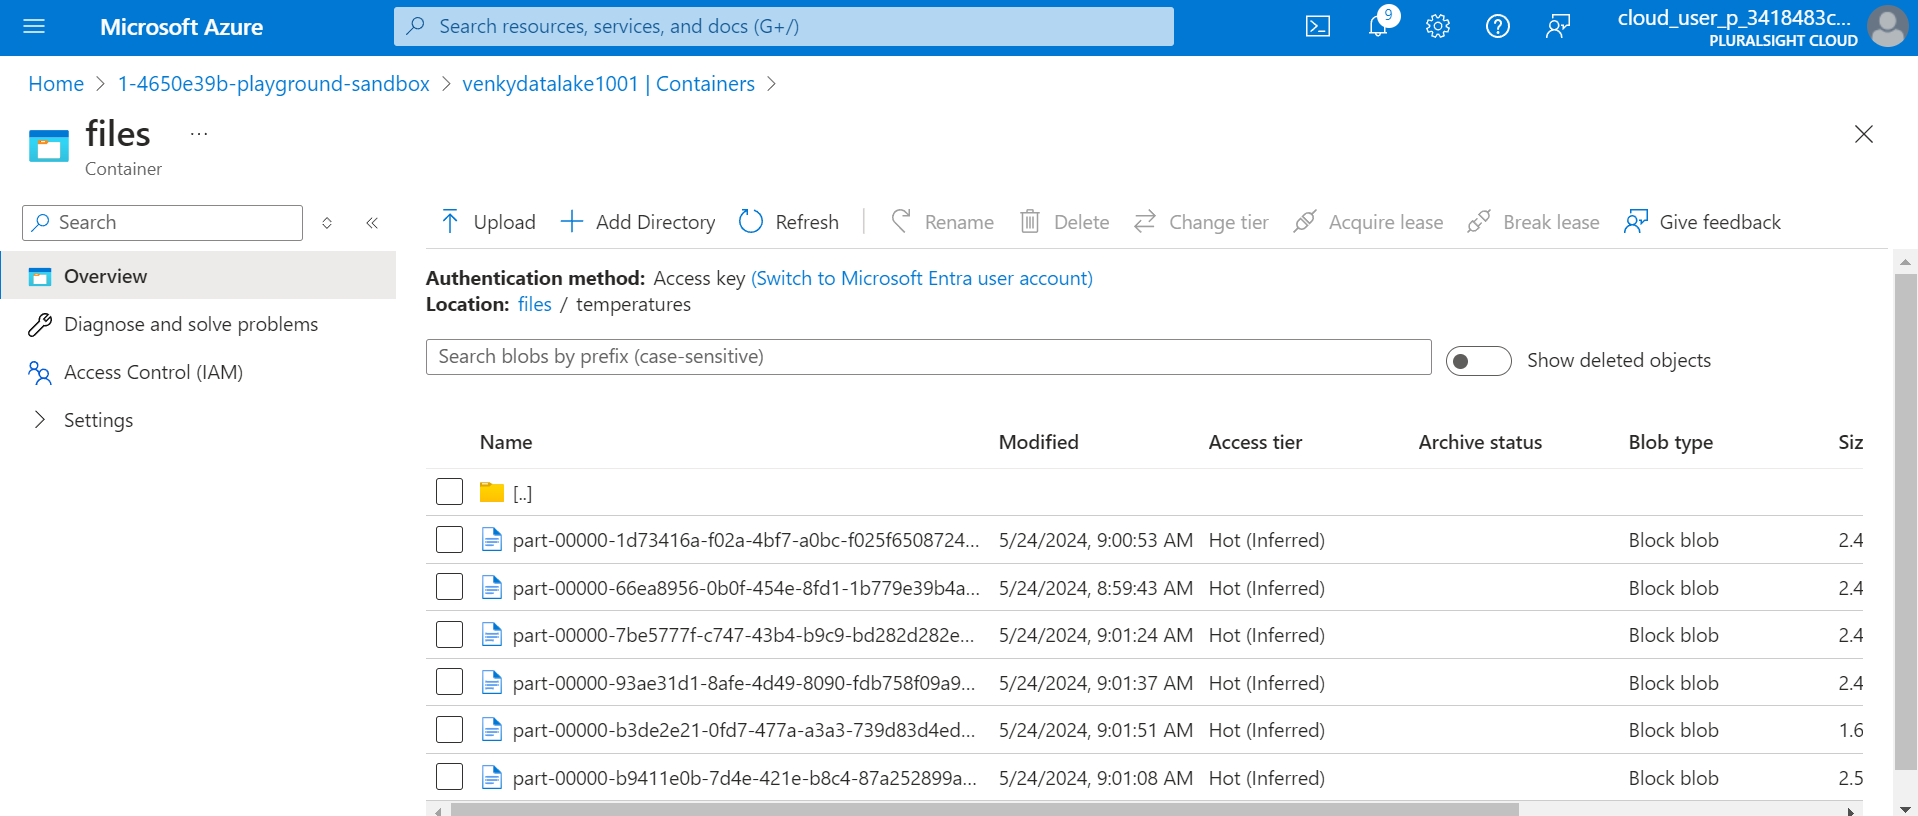 Microsoft Azure
Search resources, services, and docs (G+/)
9
cloud_user_p_3418483c...
PLURALSIGHT CLOUD
Home > 1-4650e39b-playground-sandbox > venkydatalake1001 | Containers >
files ...
Container
Search
Upload Add Directory Refresh Rename Delete Change tier Acquire lease Break lease Give feedback
Overview
Diagnose and solve problems
Access Control (IAM)
Settings
Authentication method: Access key (Switch to Microsoft Entra user account)
Location: files / temperatures
Search blobs by prefix (case-sensitive)
Show deleted objects
Name Modified Access tier Archive status Blob type Siz
[..]
part-00000-1d73416a-f02a-4bf7-a0bc-f025f6508724... 5/24/2024, 9:00:53 AM Hot (Inferred) Block blob 2.4
part-00000-66ea8956-0b0f-454e-8fd1-1b779e39b4a... 5/24/2024, 8:59:43 AM Hot (Inferred) Block blob 2.4
part-00000-7be5777f-c747-43b4-b9c9-bd282d282e... 5/24/2024, 9:01:24 AM Hot (Inferred) Block blob 2.4
part-00000-93ae31d1-8afe-4d49-8090-fdb758f09a9... 5/24/2024, 9:01:37 AM Hot (Inferred) Block blob 2.4
part-00000-b3de2e21-0fd7-477a-a3a3-739d83d4ed... 5/24/2024, 9:01:51 AM Hot (Inferred) Block blob 1.6
part-00000-b9411e0b-7d4e-421e-b8c4-87a252899a... 5/24/2024, 9:01:08 AM Hot (Inferred) Block blob 2.5